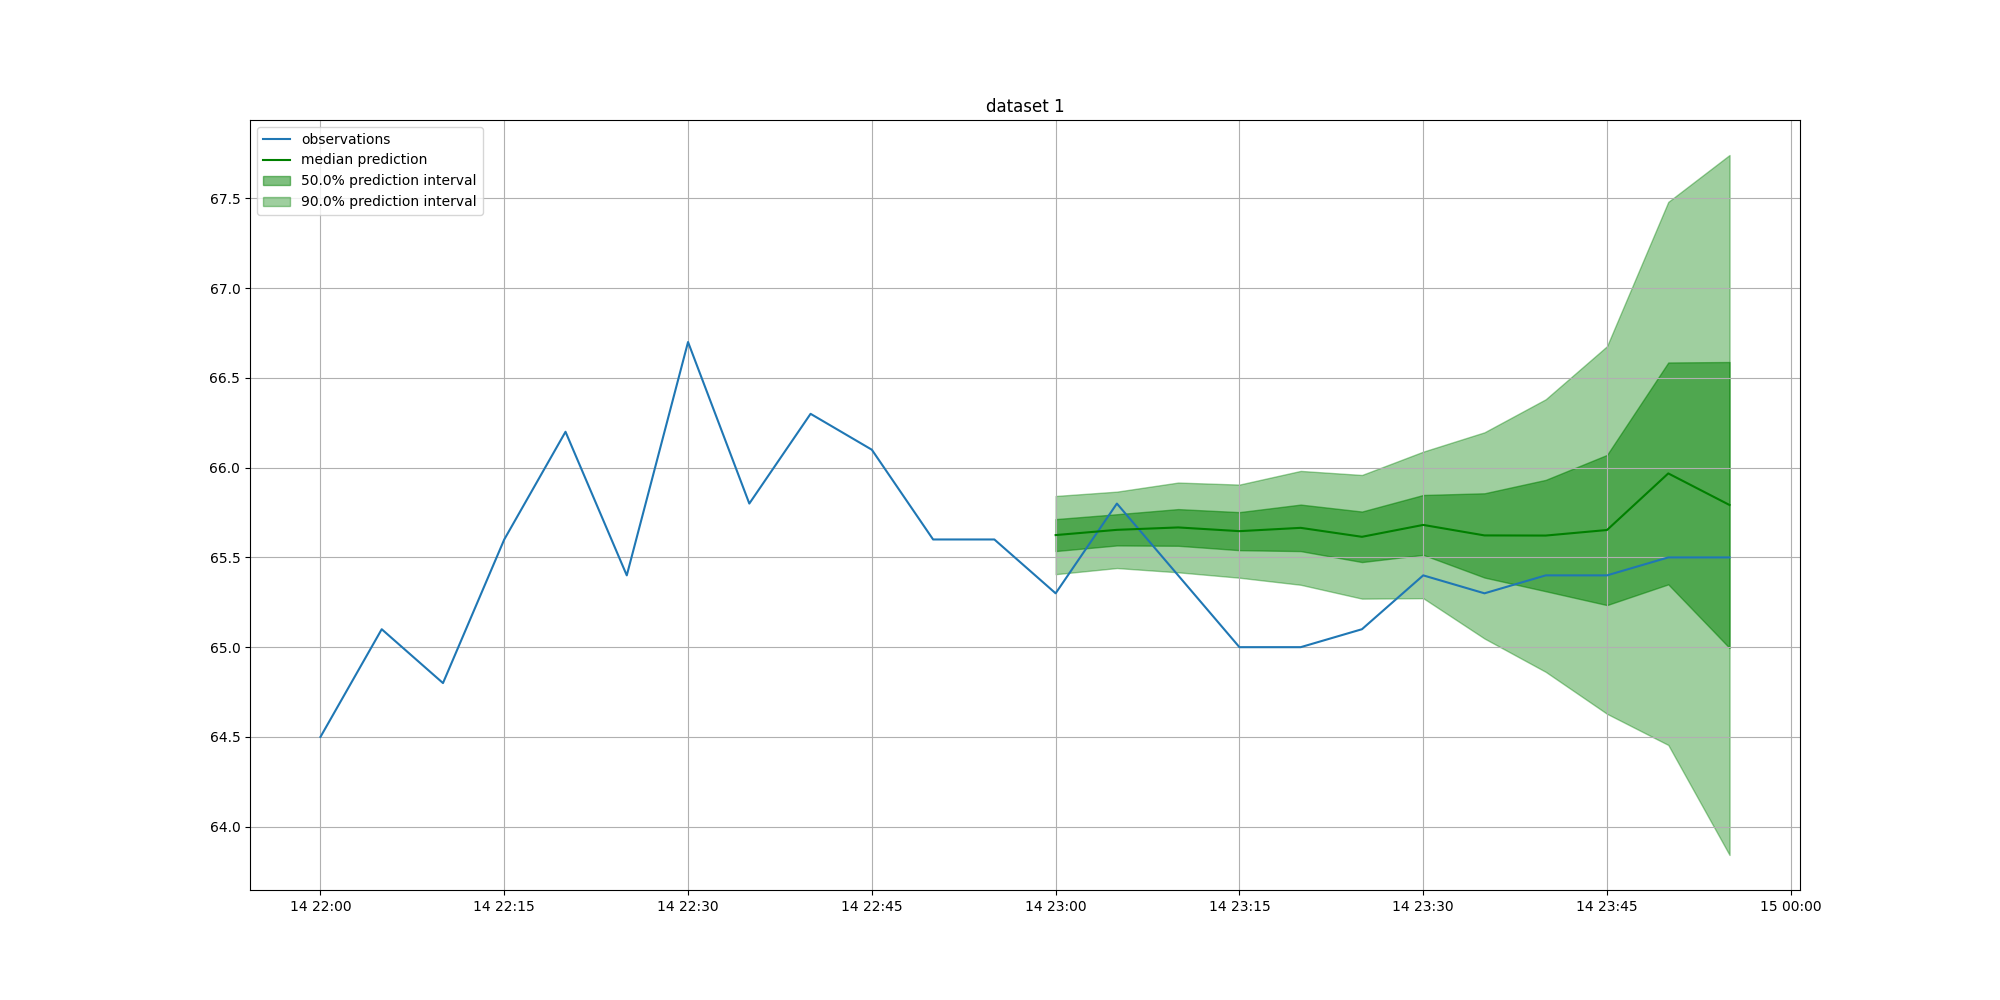 dataset 1
observations
median prediction
50.0% prediction interval
90.0% prediction interval
67.5
67.0
66.5
66.0
65.5
65.0
64.5
64.0
14 22:00 14 22:15 14 22:30 14 22:45 14 23:00 14 23:15 14 23:30 14 23:45 15 00:00